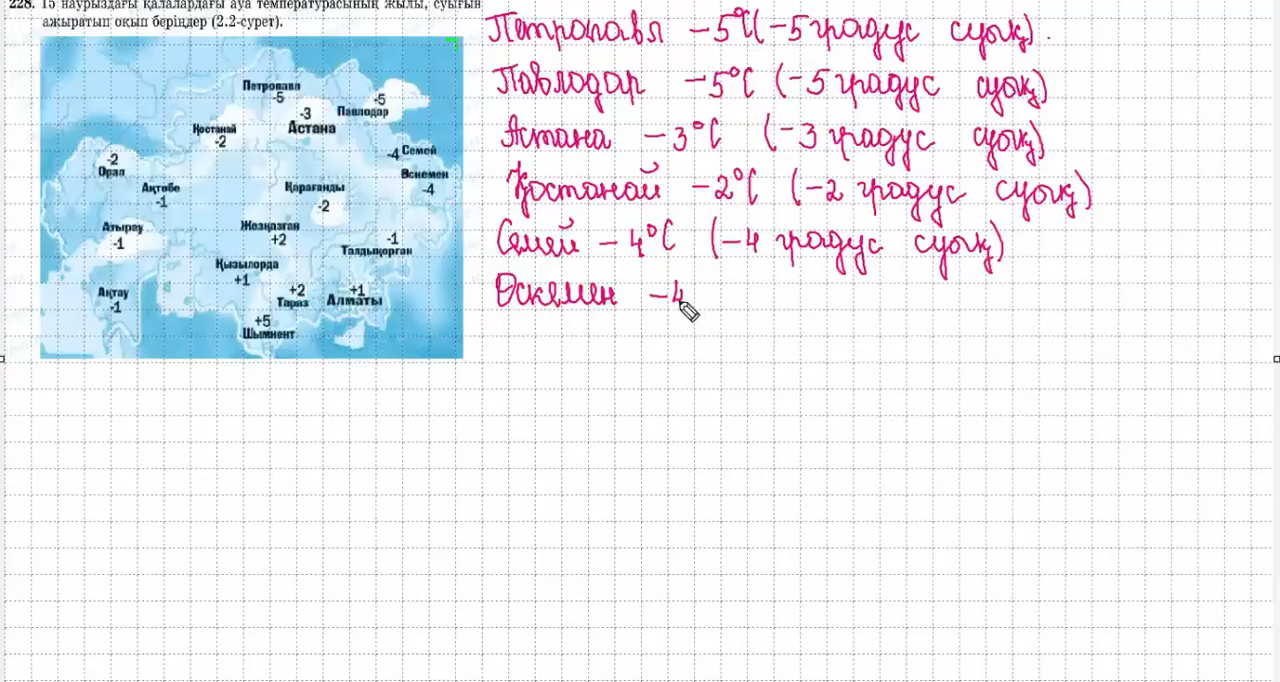 228. 15 наурыздағы қалалардағы ауа температурасының жылы, суығын
ажыратып оқып беріңдер (2.2-сурет).
Петропавл
-5
-5
Павлодар
-3
Астана
Қостанай
-2
-4 Семей
Өскемен
-4
-2
Орал
Ақтөбе
-1
Қарағанды
-2
Атырау
-1
Жезқазған
+2
-1
Талдықорған
Қызылорда
+1
Ақтау
-1
+2
Тараз
+1
Алматы
+5
Шымкент
Петропавл -5°C (-5 градус суық).
Павлодар -5°C (-5 градус суық)
Астана -3°C (-3 градус суық)
Қостанай -2°C (-2 градус суық)
Семей -4°C (-4 градус суық)
Өскемен -4